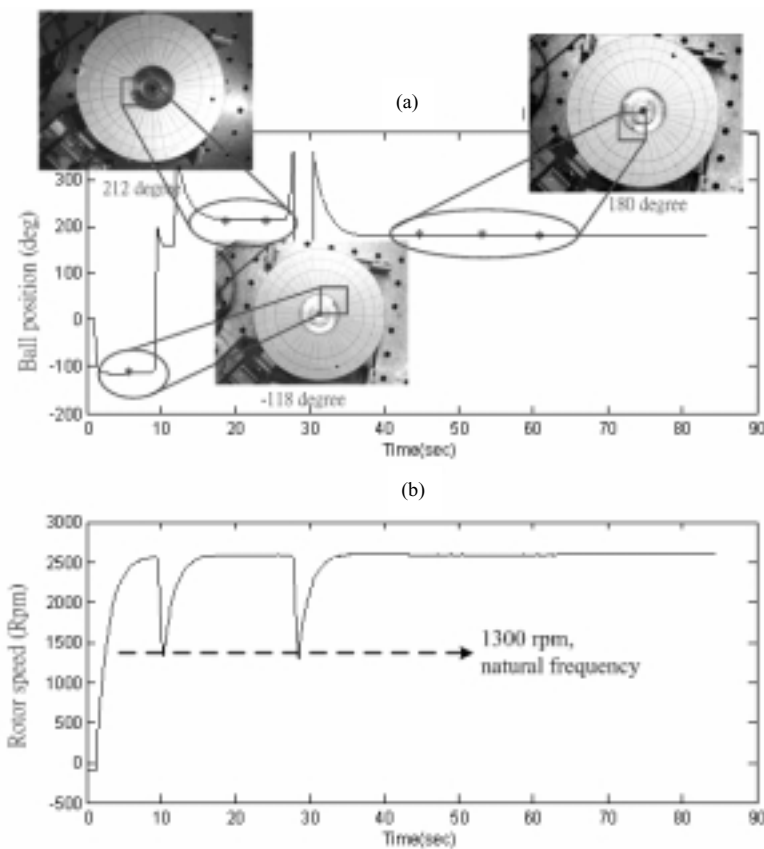 (a)
212 degree
180 degree
-118 degree
Ball position (deg)
300
200
100
0
-100
-200
0 10 20 30 40 50 60 70 80 90
Time(sec)
(b)
Rotor speed (Rpm)
3000
2500
2000
1500
1000
500
0
-500
1300 rpm,
natural frequency
0 10 20 30 40 50 60 70 80 90
Time(sec)